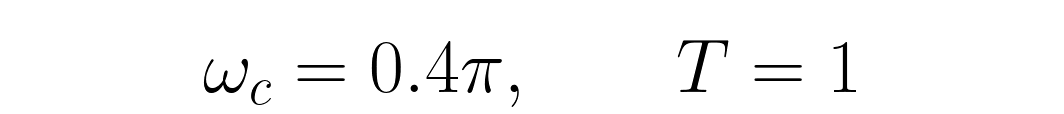 ω_c = 0.4π, T = 1